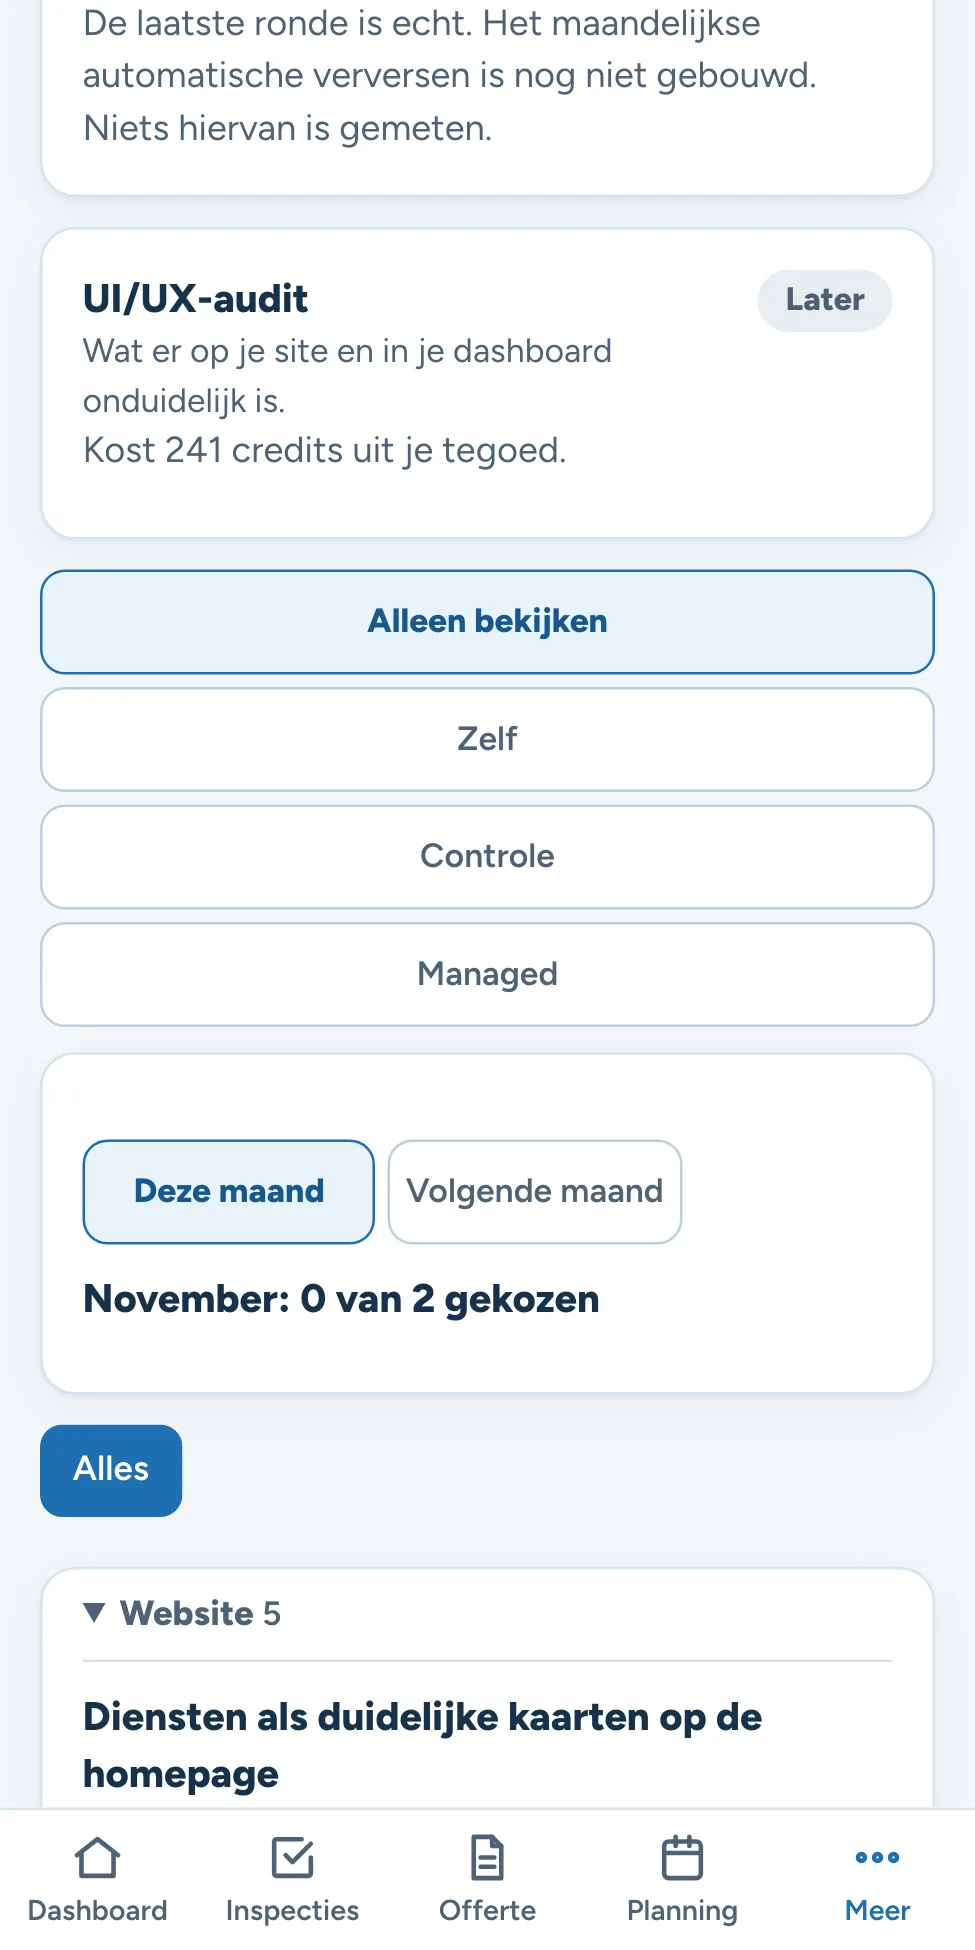 De laatste ronde is echt. Het maandelijkse
automatische verversen is nog niet gebouwd.
Niets hiervan is gemeten.
UI/UX-audit
Later
Wat er op je site en in je dashboard
onduidelijk is.
Kost 241 credits uit je tegoed.
Alleen bekijken
Zelf
Controle
Managed
Deze maand
Volgende maand
November: 0 van 2 gekozen
Alles
▼ Website 5
Diensten als duidelijke kaarten op de
homepage
Dashboard
Inspecties
Offerte
Planning
Meer